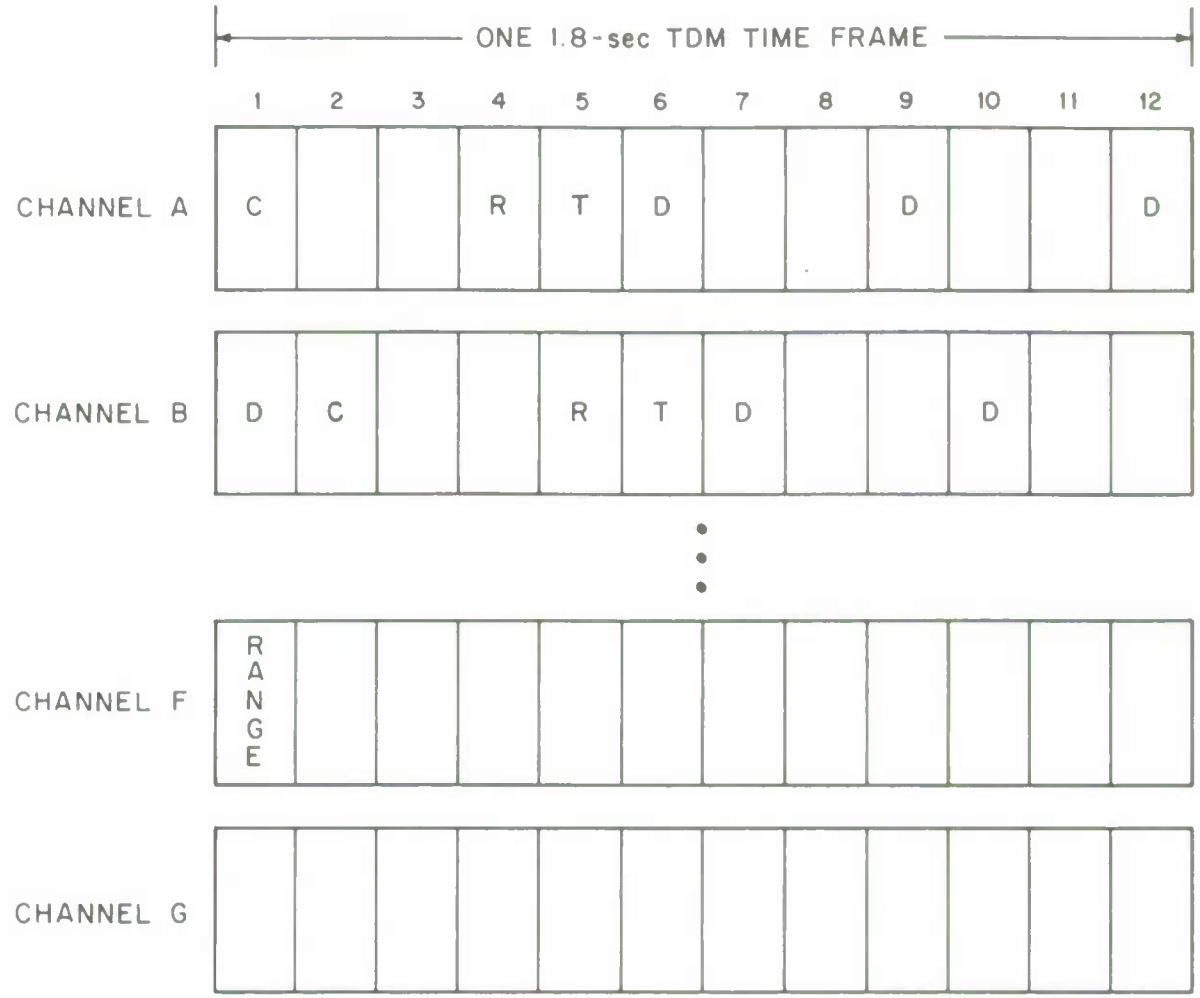 ONE 1.8-sec TDM TIME FRAME
1 2 3 4 5 6 7 8 9 10 11 12
CHANNEL A C R T D D D
CHANNEL B D C R T D D
CHANNEL F RANGE
CHANNEL G